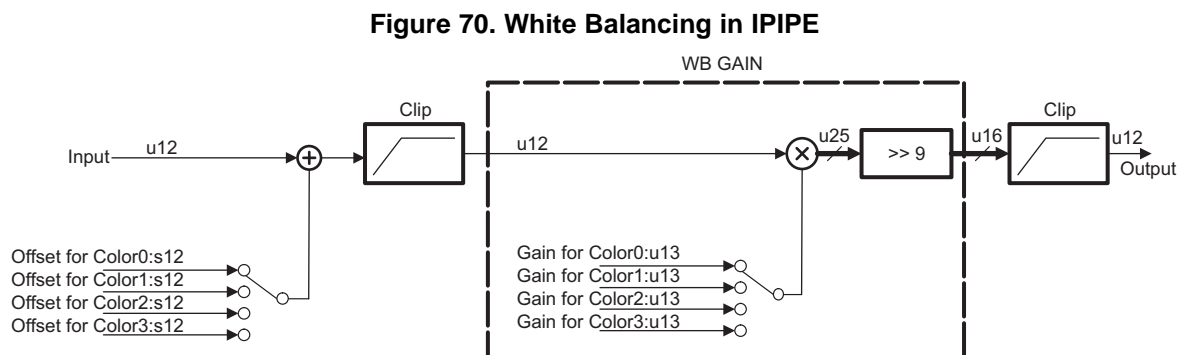 Figure 70. White Balancing in IPIPE
WB GAIN
Clip
Clip
Input
u12
u12
u25
>> 9
u16
u12
Output
Offset for Color0:s12
Offset for Color1:s12
Offset for Color2:s12
Offset for Color3:s12
Gain for Color0:u13
Gain for Color1:u13
Gain for Color2:u13
Gain for Color3:u13